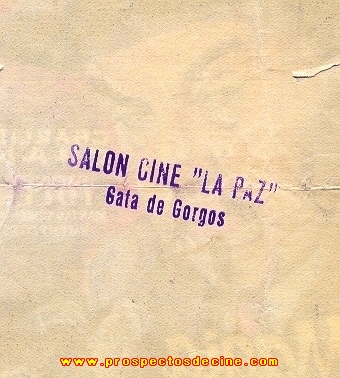 SALON CINE "LA PAZ"
Gata de Gorgos
www.prospectosdecine.com